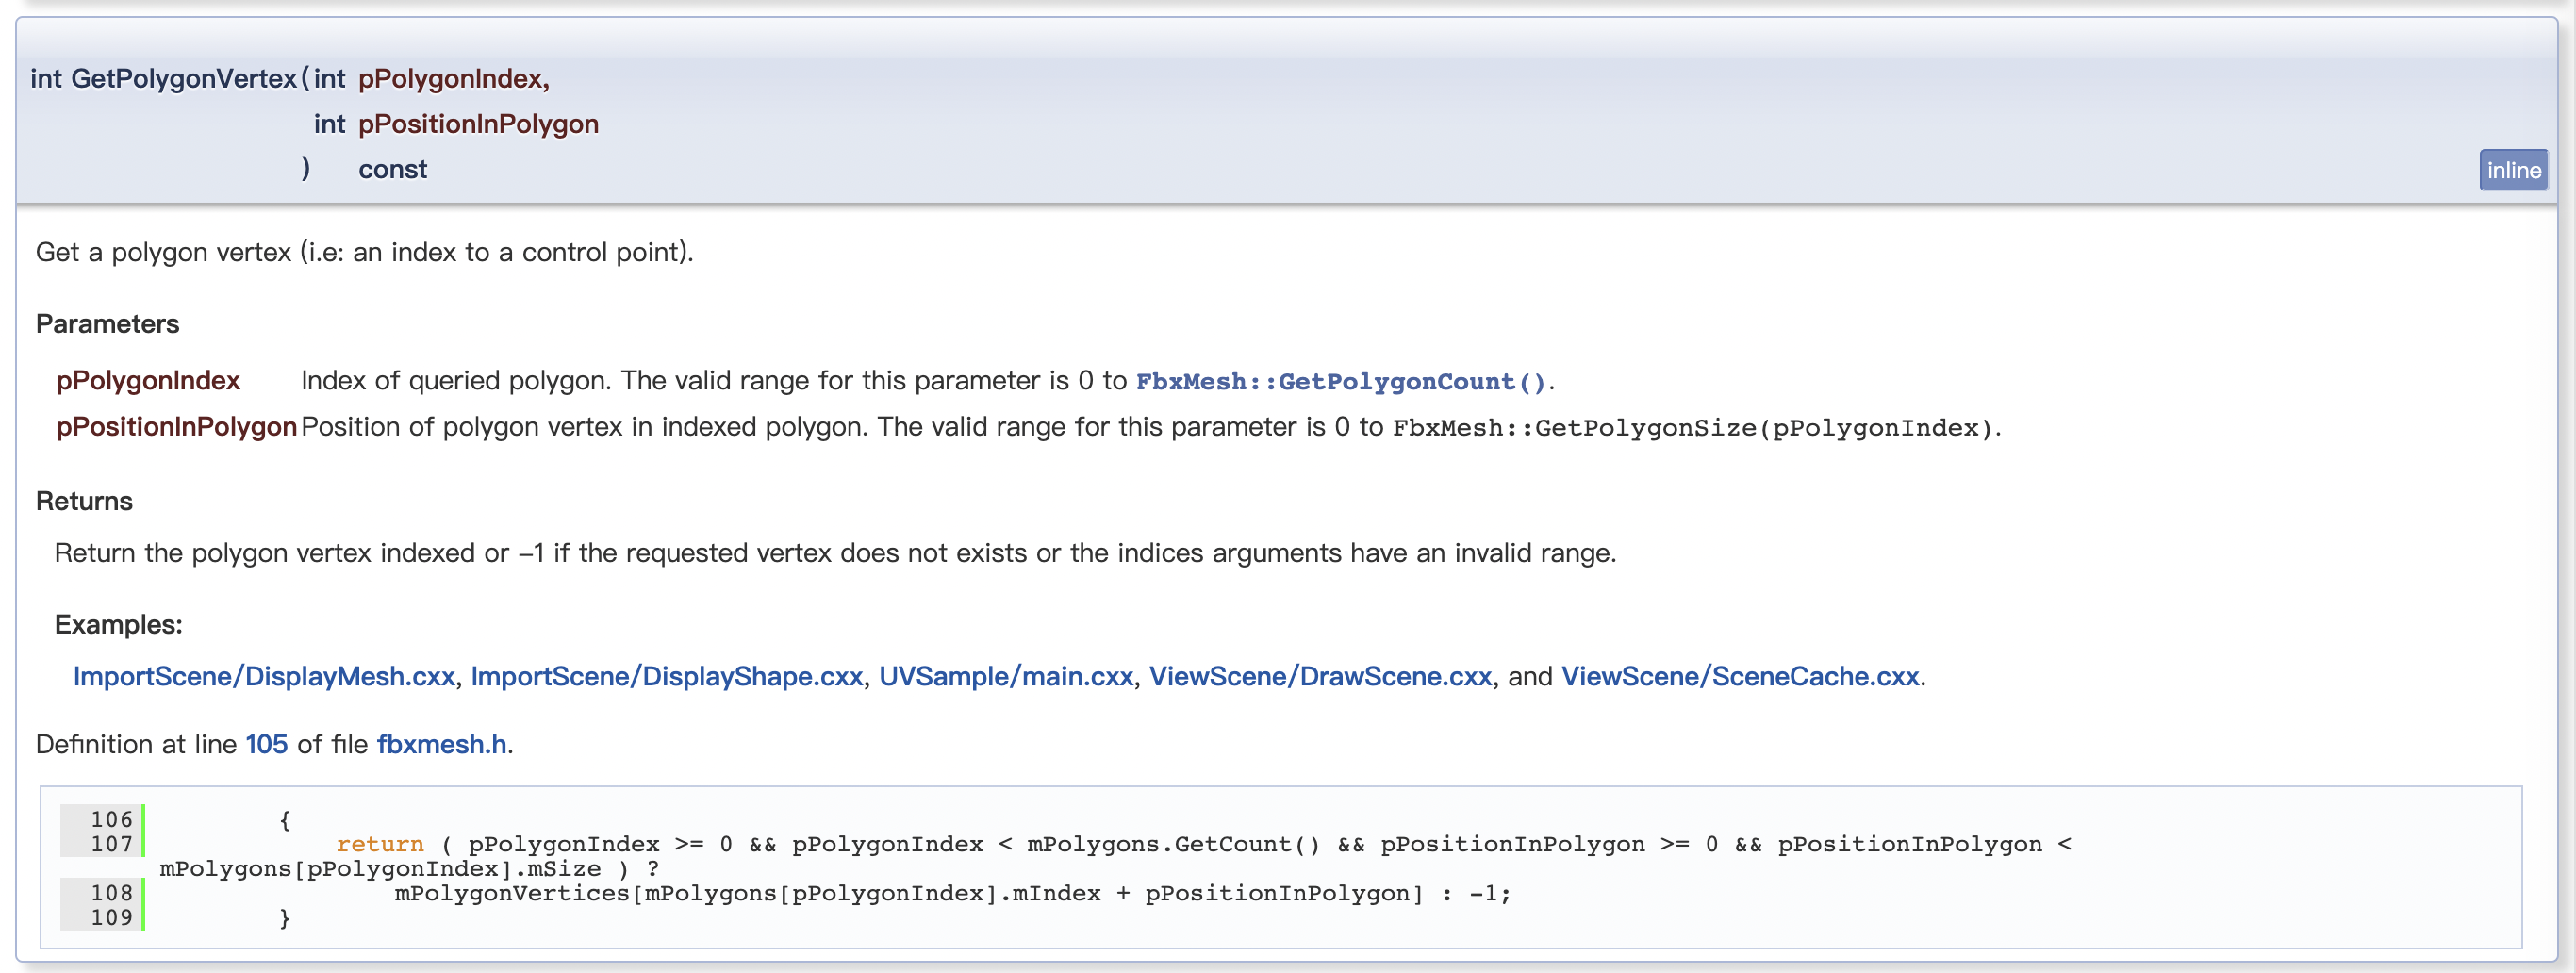 int GetPolygonVertex ( int pPolygonIndex,
int pPositionInPolygon
) const
inline
Get a polygon vertex (i.e: an index to a control point).
Parameters
pPolygonIndex Index of queried polygon. The valid range for this parameter is 0 to FbxMesh::GetPolygonCount().
pPositionInPolygon Position of polygon vertex in indexed polygon. The valid range for this parameter is 0 to FbxMesh::GetPolygonSize(pPolygonIndex).
Returns
Return the polygon vertex indexed or -1 if the requested vertex does not exists or the indices arguments have an invalid range.
Examples:
ImportScene/DisplayMesh.cxx, ImportScene/DisplayShape.cxx, UVSample/main.cxx, ViewScene/DrawScene.cxx, and ViewScene/SceneCache.cxx.
Definition at line 105 of file fbxmesh.h.
106 {
107 return ( pPolygonIndex >= 0 && pPolygonIndex < mPolygons.GetCount() && pPositionInPolygon >= 0 && pPositionInPolygon <
mPolygons[pPolygonIndex].mSize ) ?
108 mPolygonVertices[mPolygons[pPolygonIndex].mIndex + pPositionInPolygon] : -1;
109 }